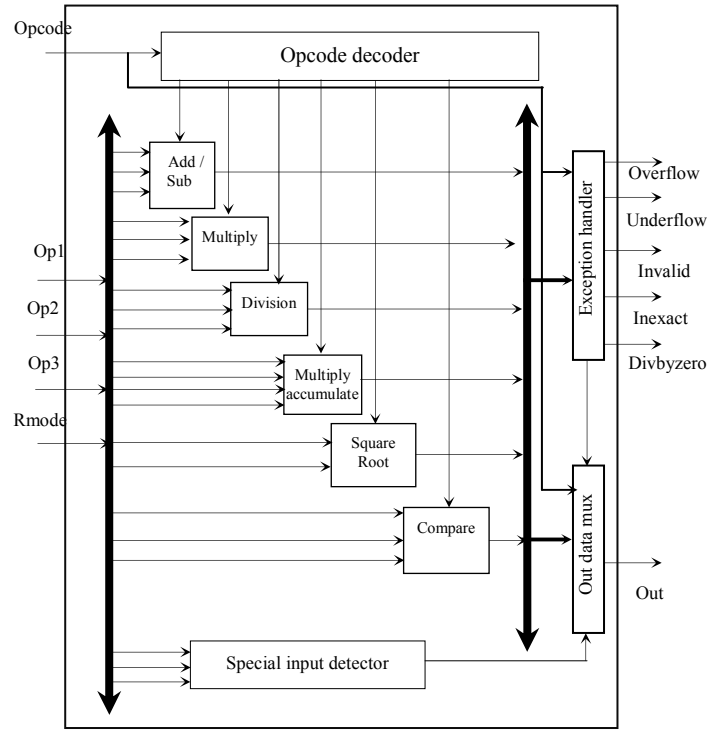 Opcode
Opcode decoder
Add /
Sub
Overflow
Underflow
Multiply
Op1
Invalid
Exception handler
Op2
Division
Inexact
Divbyzero
Op3
Multiply
accumulate
Rmode
Square
Root
Compare
Out data mux
Out
Special input detector